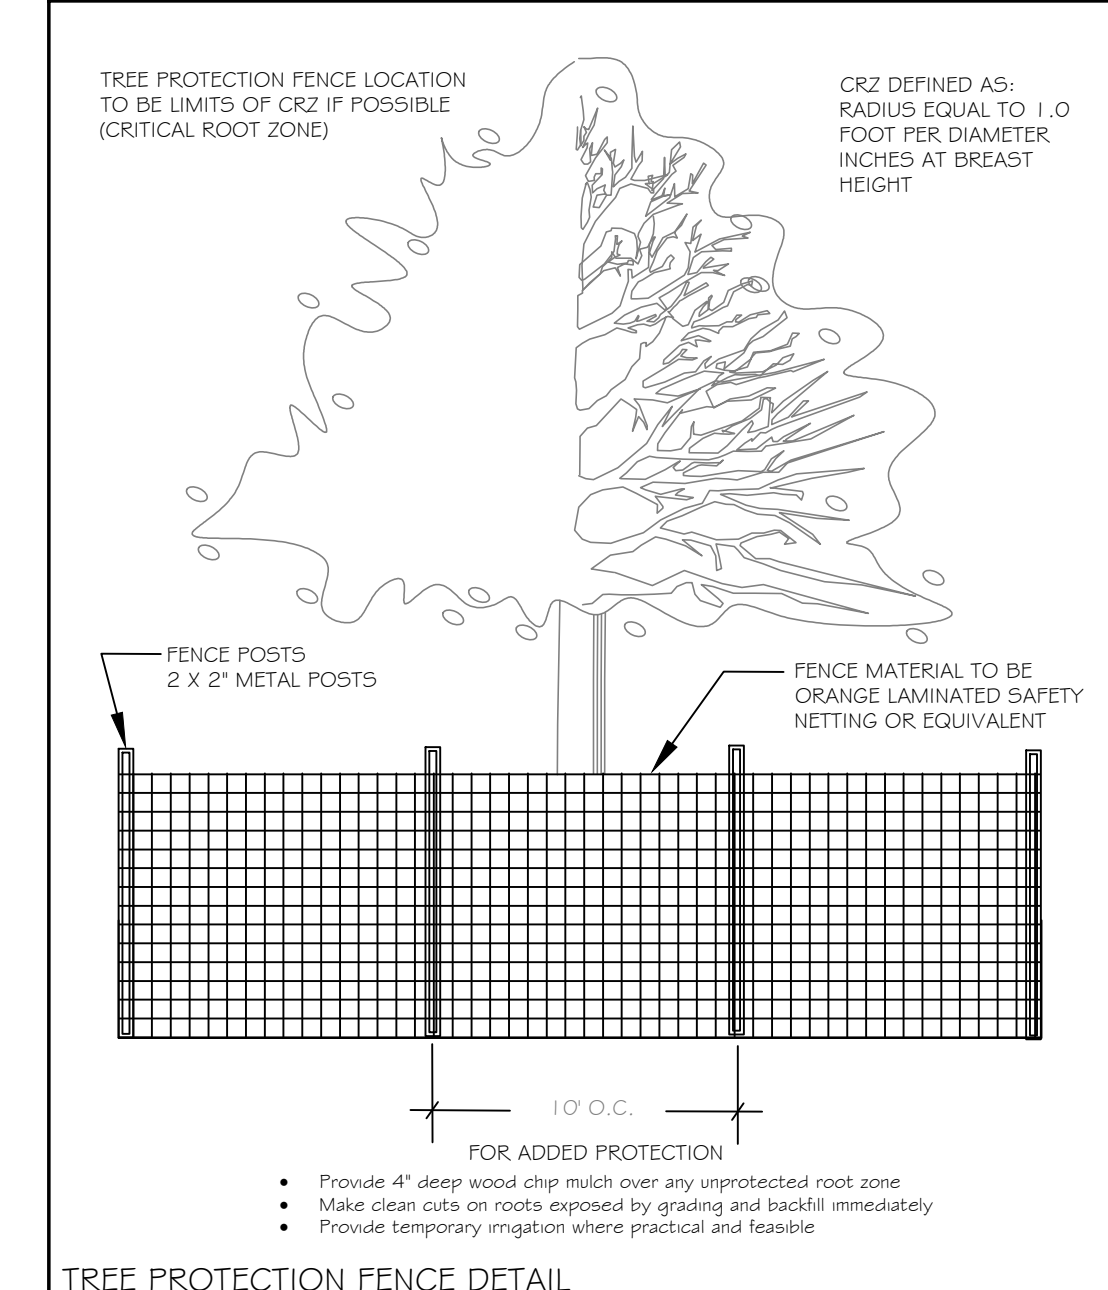 TREE PROTECTION FENCE LOCATION
TO BE LIMITS OF CRZ IF POSSIBLE
(CRITICAL ROOT ZONE)
CRZ DEFINED AS:
RADIUS EQUAL TO 1.0
FOOT PER DIAMETER
INCHES AT BREAST
HEIGHT
FENCE POSTS
2 X 2" METAL POSTS
FENCE MATERIAL TO BE
ORANGE LAMINATED SAFETY
NETTING OR EQUIVALENT
10' O.C.
FOR ADDED PROTECTION
• Provide 4" deep wood chip mulch over any unprotected root zone
• Make clean cuts on roots exposed by grading and backfill immediately
• Provide temporary irrigation where practical and feasible
TREE PROTECTION FENCE DETAIL